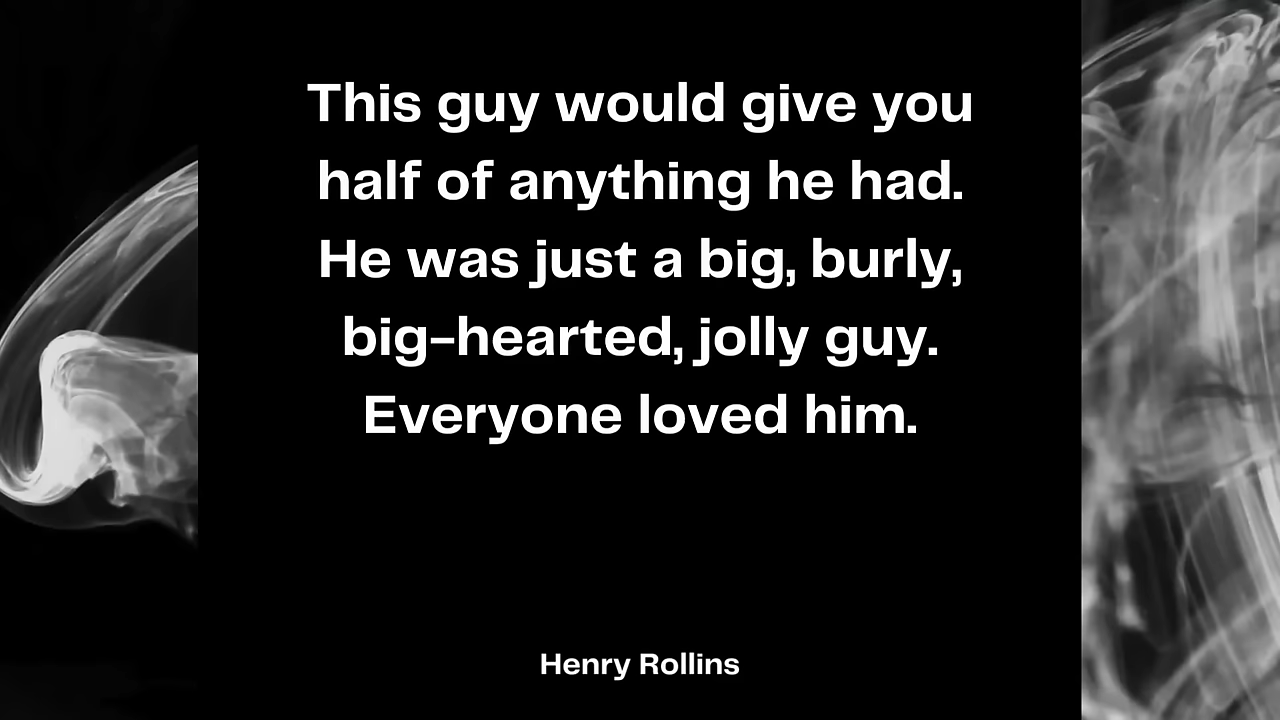 This guy would give you
half of anything he had.
He was just a big, burly,
big-hearted, jolly guy.
Everyone loved him.
Henry Rollins